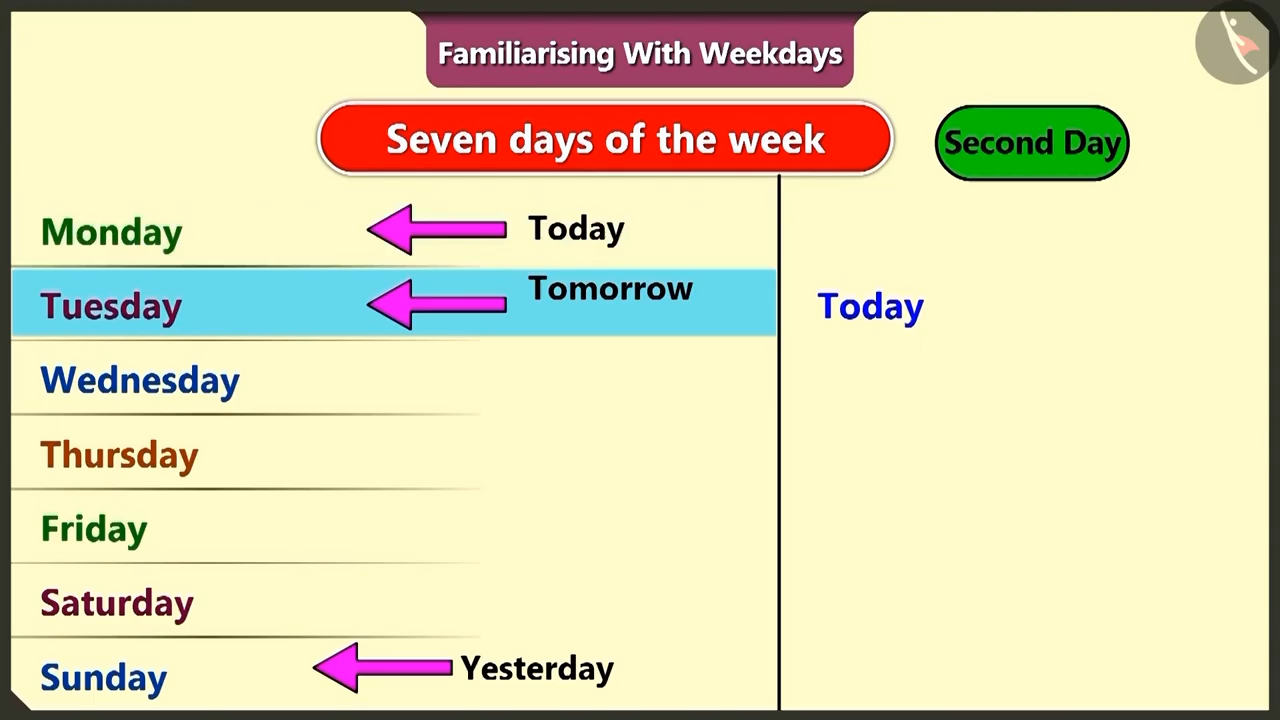 Familiarising With Weekdays
Seven days of the week
Second Day
Monday Today
Tuesday Tomorrow Today
Wednesday
Thursday
Friday
Saturday
Sunday Yesterday